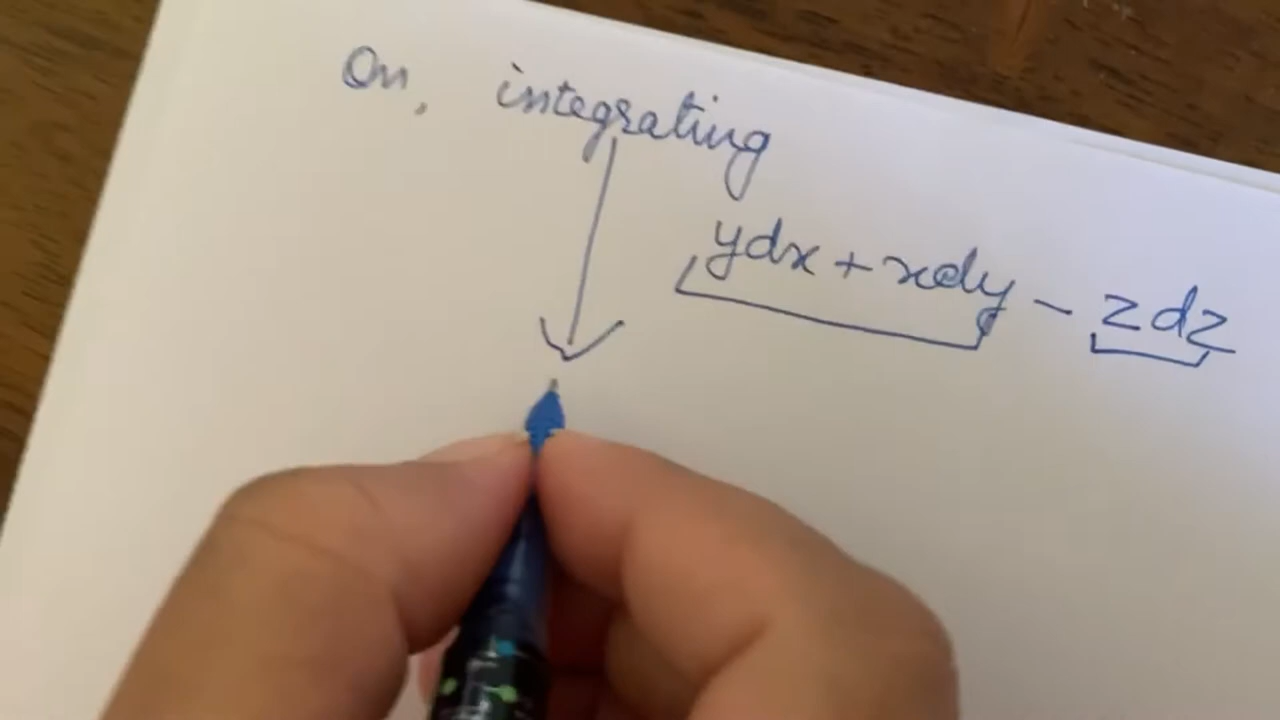 On, integrating
ydx + xdy - zdz